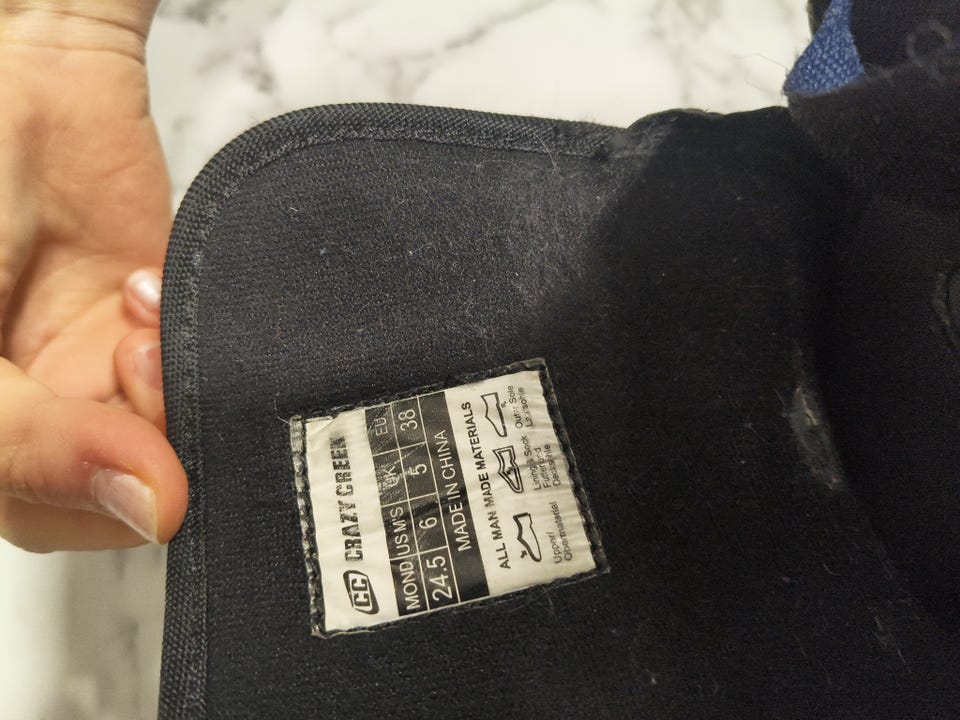 CC CRAZY CREEK
MOND US M'S UK EU
24.5 6 5 38
MADE IN CHINA
ALL MAN MADE MATERIALS
Upper/
Obermaterial
Lining & Sock
Futter und
Decksohle
Outer Sole
Laufsohle